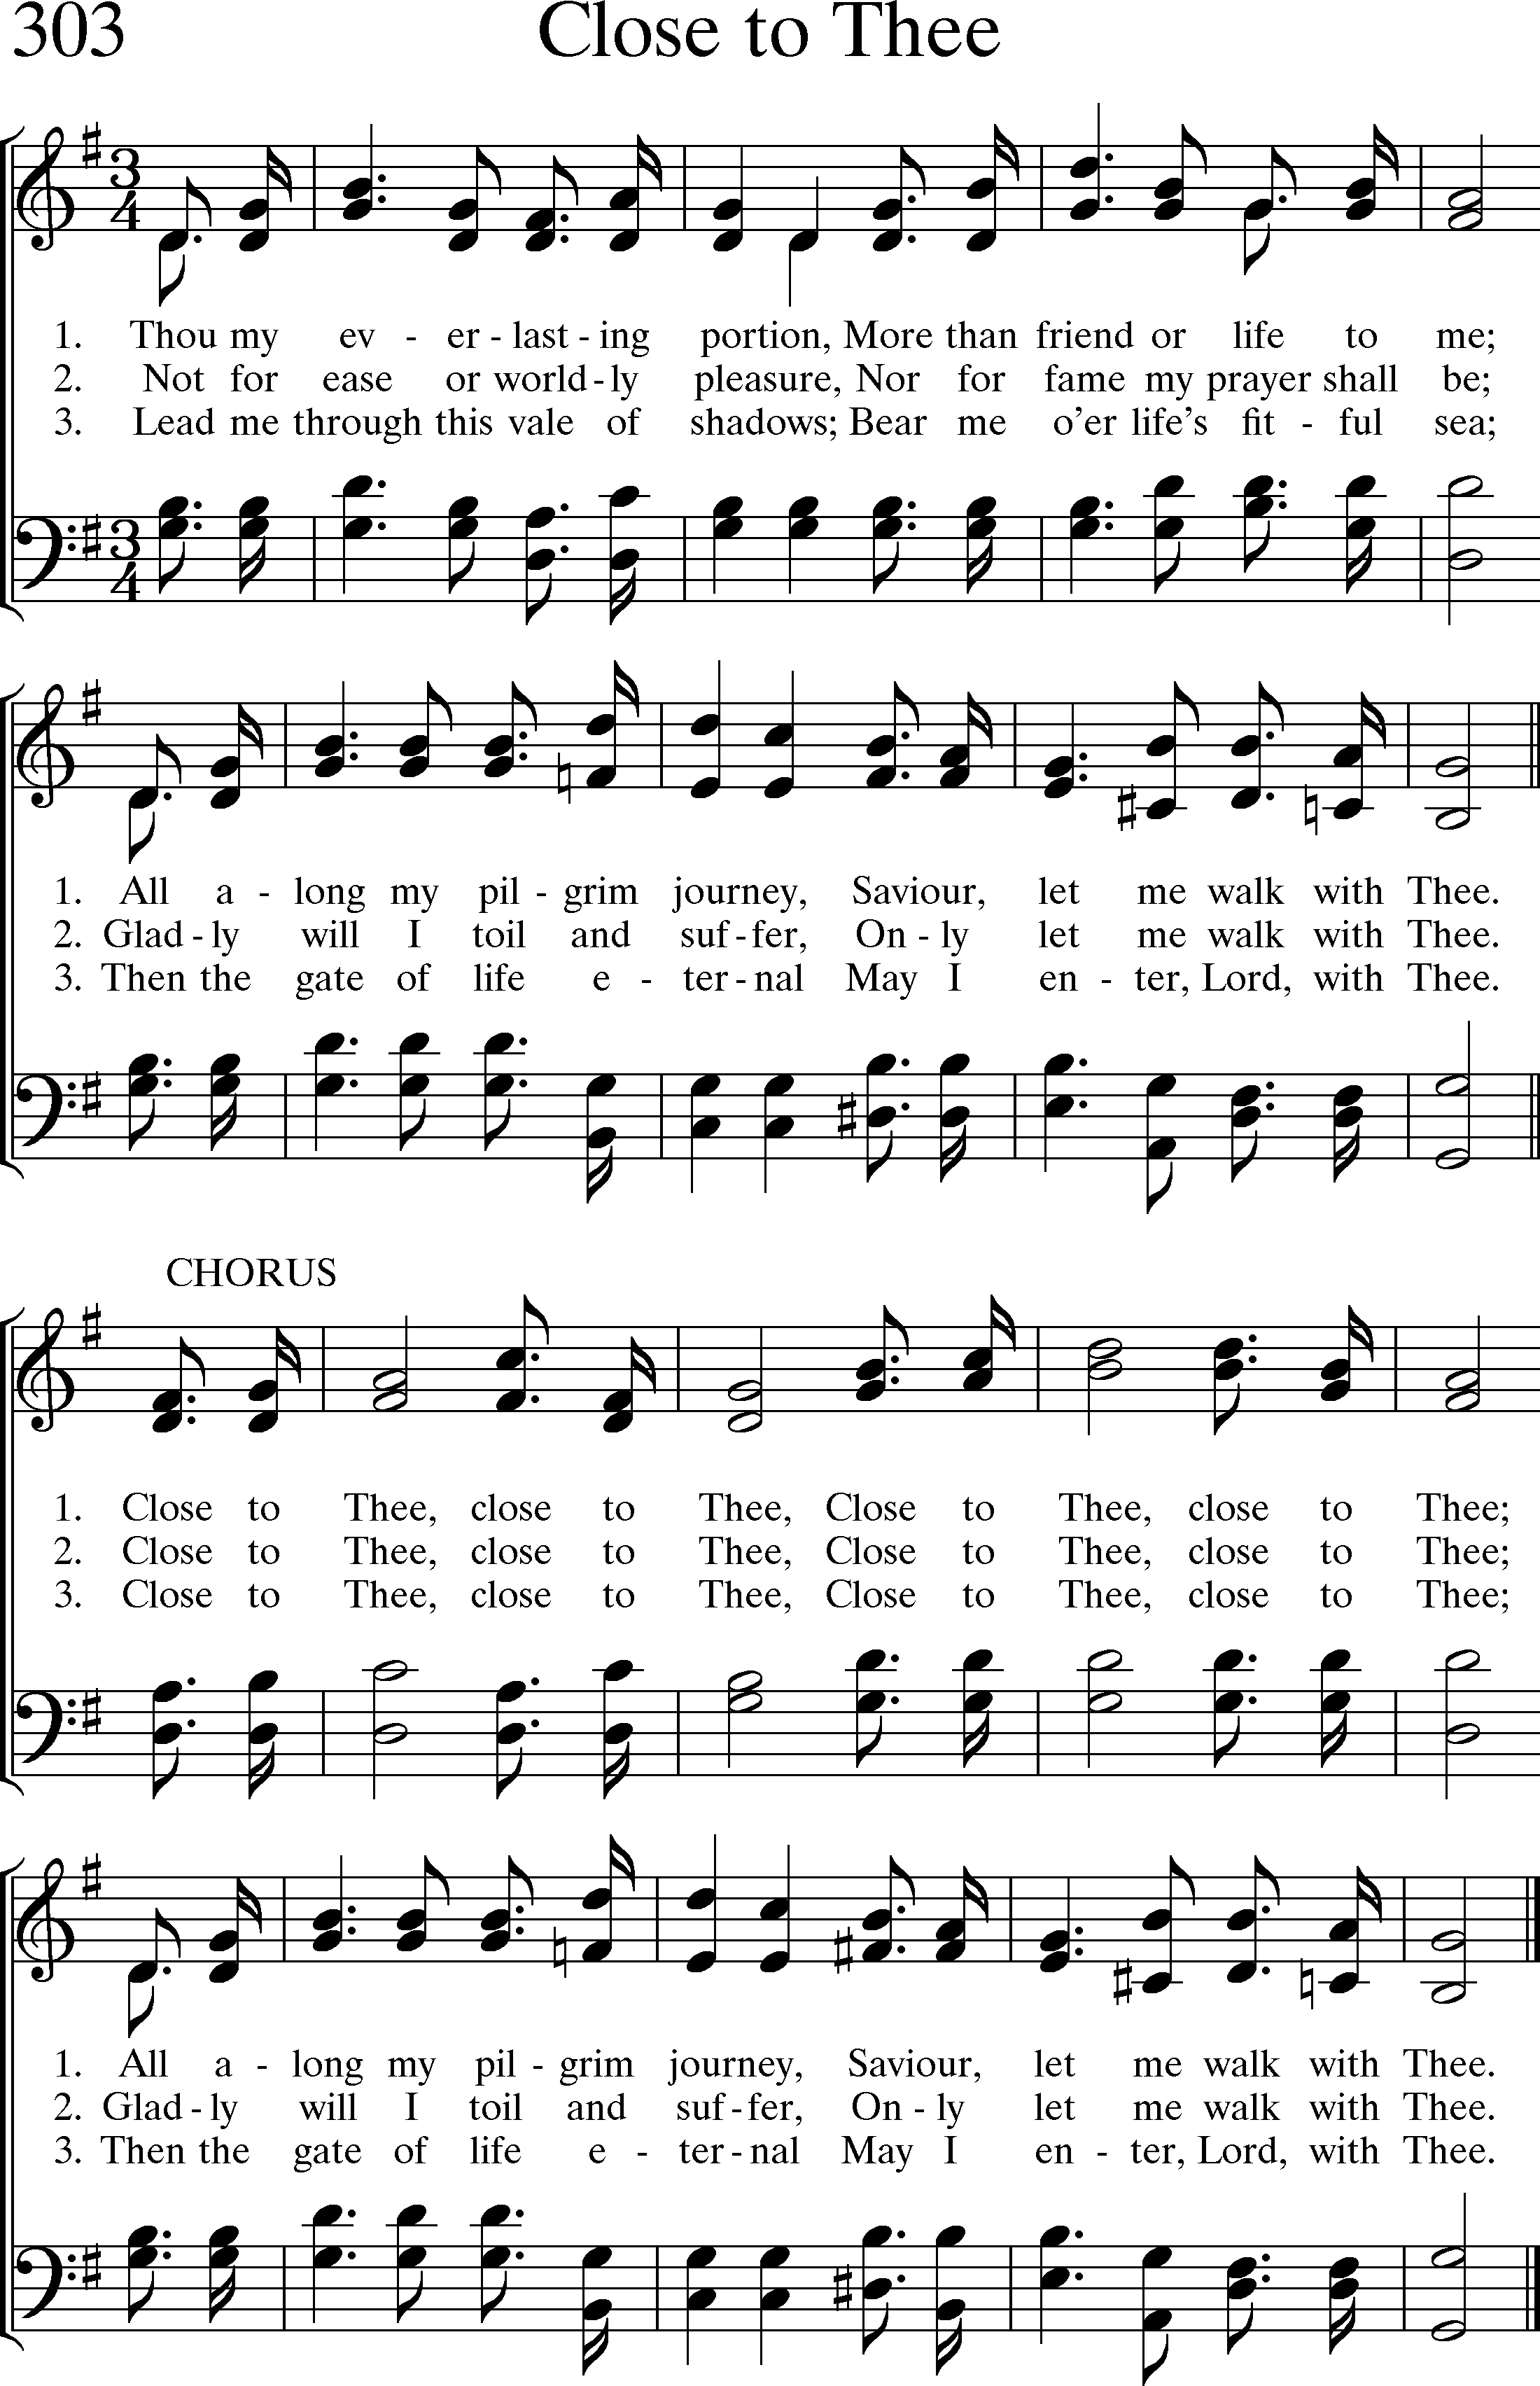 303 Close to Thee
1. Thou my ev - er - last - ing portion, More than friend or life to me;
2. Not for ease or world - ly pleasure, Nor for fame my prayer shall be;
3. Lead me through this vale of shadows; Bear me o'er life's fit - ful sea;
1. All a - long my pil - grim journey, Saviour, let me walk with Thee.
2. Glad - ly will I toil and suf - fer, On - ly let me walk with Thee.
3. Then the gate of life e - ter - nal May I en - ter, Lord, with Thee.
CHORUS
1. Close to Thee, close to Thee, Close to Thee, close to Thee;
2. Close to Thee, close to Thee, Close to Thee, close to Thee;
3. Close to Thee, close to Thee, Close to Thee, close to Thee;
1. All a - long my pil - grim journey, Saviour, let me walk with Thee.
2. Glad - ly will I toil and suf - fer, On - ly let me walk with Thee.
3. Then the gate of life e - ter - nal May I en - ter, Lord, with Thee.